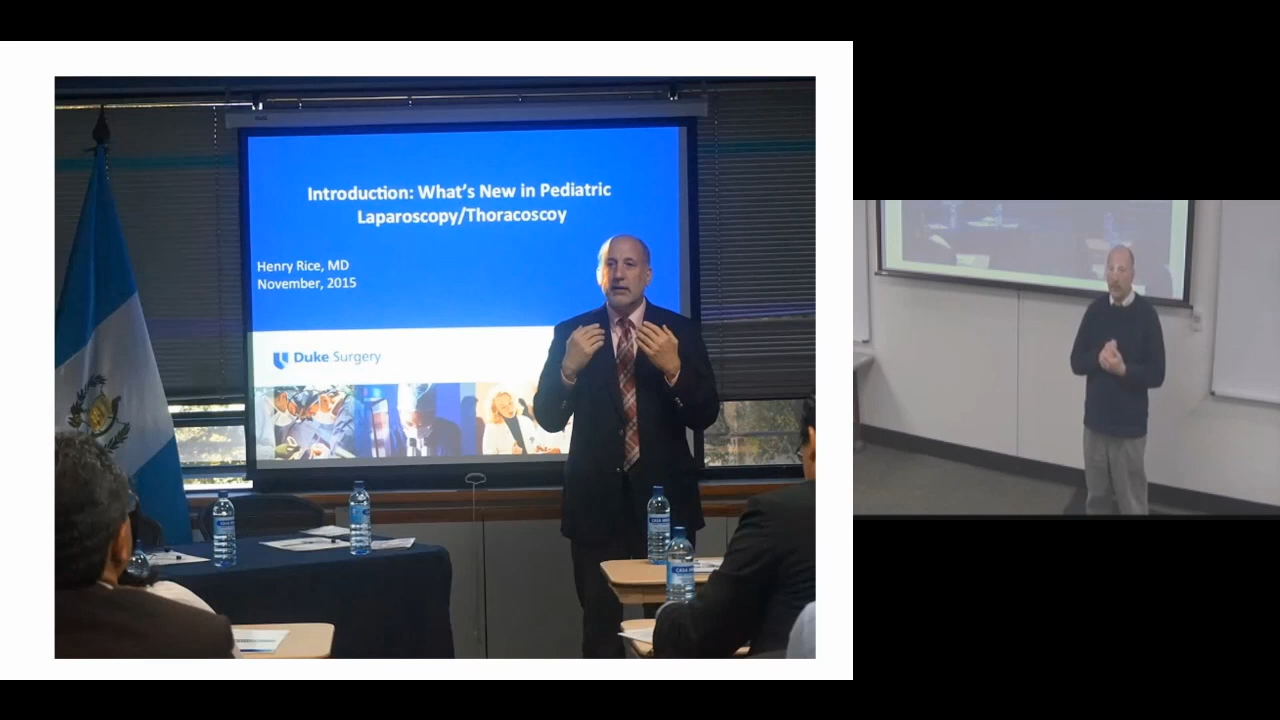 Introduction: What's New in Pediatric
Laparoscopy/Thoracoscoy
Henry Rice, MD
November, 2015
Duke Surgery